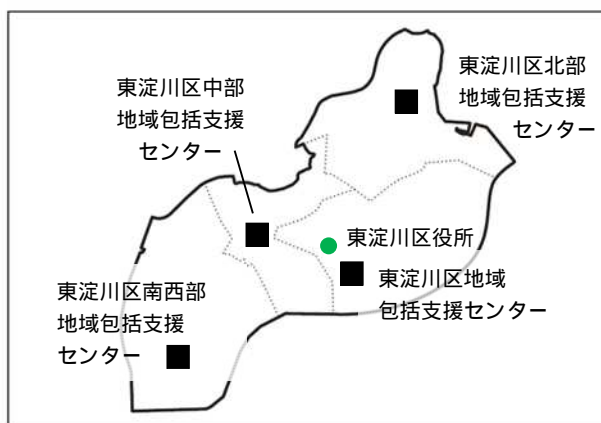 東淀川区中部
地域包括支援
センター
東淀川区北部
地域包括支援
センター
東淀川区役所
東淀川区地域
包括支援センター
東淀川区南西部
地域包括支援
センター